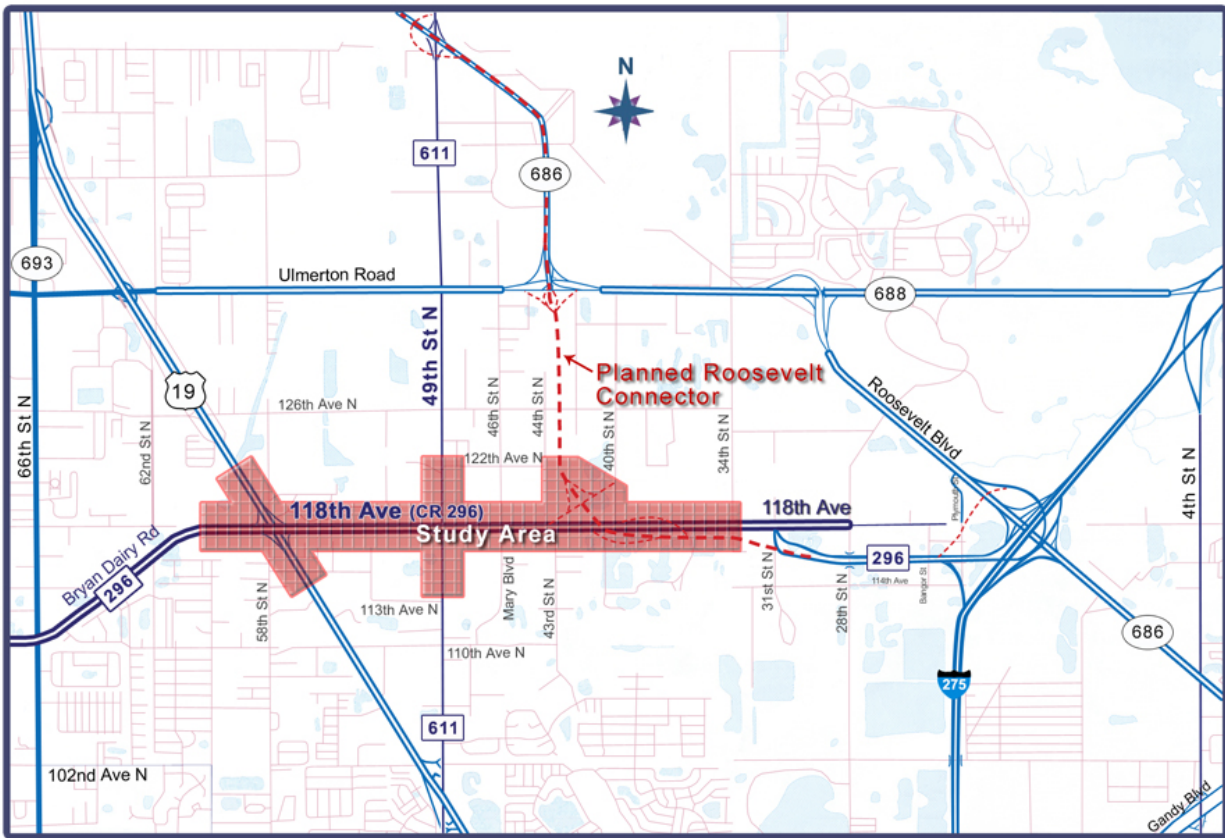 N
611
686
693
Ulmerton Road
688
49th St N
Planned Roosevelt
Connector
19
126th Ave N
46th St N
44th St N
40th St N
34th St N
Roosevelt Blvd
66th St N
62nd St N
122th Ave N
4th St N
Plymouth St
118th Ave (CR 296)
118th Ave
Study Area
Bryan Dairy Rd
296
296
58th St N
113th Ave N
Mary Blvd
43rd St N
31st St N
28th St N
114th Ave
Bangor St
110th Ave N
686
275
611
102nd Ave N
Gandy Blvd